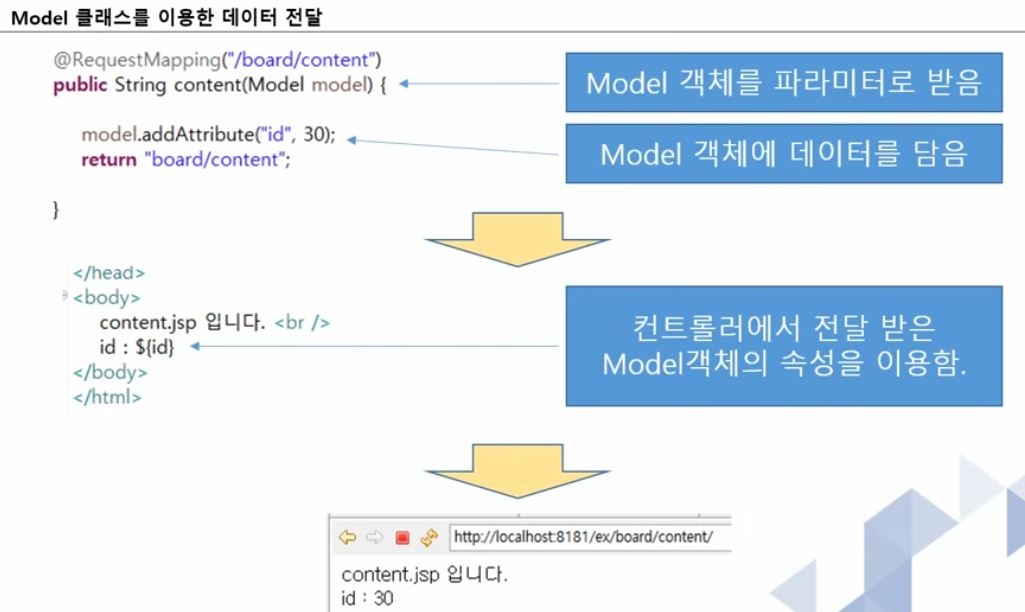 Model 클래스를 이용한 데이터 전달
@RequestMapping("/board/content")
public String content(Model model) {
Model 객체를 파라미터로 받음
model.addAttribute("id", 30);
return "board/content";
Model 객체에 데이터를 담음
}
</head>
<body>
content.jsp 입니다. <br />
id : ${id}
</body>
</html>
컨트롤러에서 전달 받은
Model객체의 속성을 이용함.
http://localhost:8181/ex/board/content/
content.jsp 입니다.
id : 30